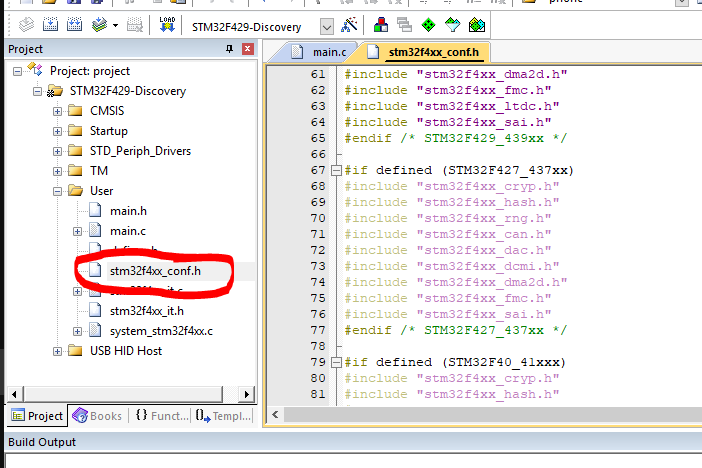 phone
LOAD
STM32F429-Discovery
Project
Project: project
STM32F429-Discovery
CMSIS
Startup
STD_Periph_Drivers
TM
User
main.h
main.c
stm32f4xx_conf.h
stm32f4xx_it.h
system_stm32f4xx.c
USB HID Host
Project
Books
{} Funct...
0 Templ...
main.c
stm32f4xx_conf.h
61 #include "stm32f4xx_dma2d.h"
62 #include "stm32f4xx_fmc.h"
63 #include "stm32f4xx_ltdc.h"
64 #include "stm32f4xx_sai.h"
65 #endif /* STM32F429_439xx */
66
67 #if defined (STM32F427_437xx)
68 #include "stm32f4xx_cryp.h"
69 #include "stm32f4xx_hash.h"
70 #include "stm32f4xx_rng.h"
71 #include "stm32f4xx_can.h"
72 #include "stm32f4xx_dac.h"
73 #include "stm32f4xx_dcmi.h"
74 #include "stm32f4xx_dma2d.h"
75 #include "stm32f4xx_fmc.h"
76 #include "stm32f4xx_sai.h"
77 #endif /* STM32F427_437xx */
78
79 #if defined (STM32F40_41xxx)
80 #include "stm32f4xx_cryp.h"
81 #include "stm32f4xx_hash.h"
Build Output